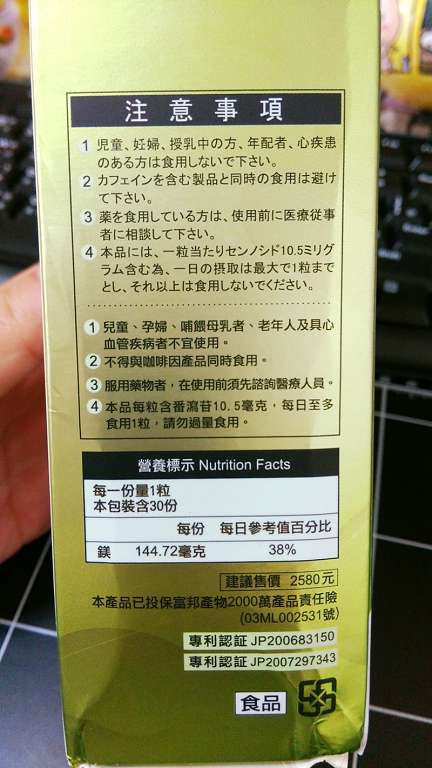 注意事項
1 児童、妊婦、授乳中の方、年配者、心疾患
のある方は食用しないで下さい。
2 カフェインを含む製品と同時の食用は避け
て下さい。
3 薬を食用している方は、使用前に医療従事
者に相談して下さい。
4 本品には、一粒当たりセンノシド10.5ミリグ
ラム含む為、一日の摂取は最大で1粒まで
とし、それ以上は食用しないでください。
1 兒童、孕婦、哺餵母乳者、老年人及具心
血管疾病者不宜使用。
2 不得與咖啡因產品同時食用。
3 服用藥物者，在使用前須先諮詢醫療人員。
4 本品每粒含番瀉苷10.5毫克，每日至多
食用1粒，請勿過量食用。
營養標示 Nutrition Facts
每一份量1粒
本包裝含30份
每份 每日參考值百分比
鎂 144.72毫克 38%
建議售價 2580元
本產品已投保富邦產物2000萬產品責任險
(03ML002531號)
專利認証 JP200683150
專利認証 JP2007297343
食品